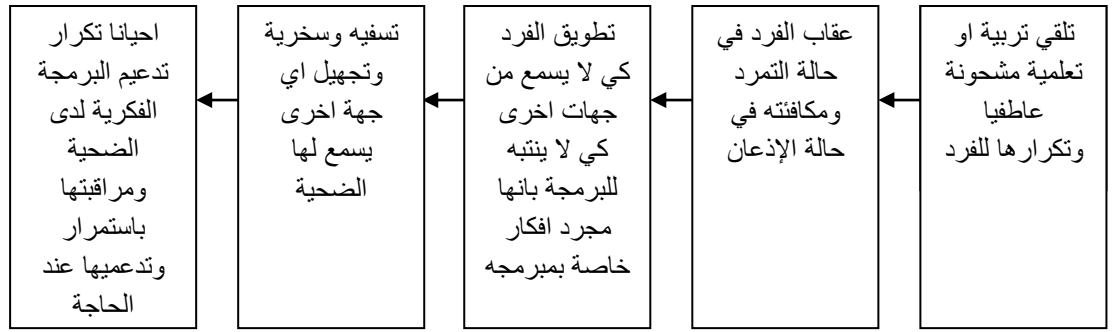 تلقي تربية او
تعلمية مشحونة
عاطفيا
وتكرارها للفرد
عقاب الفرد في
حالة التمرد
ومكافئته في
حالة الإذعان
تطويق الفرد
كي لا يسمع من
جهات اخرى
كي لا ينتبه
للبرمجة بانها
مجرد افكار
خاصة بمبرمجه
تسفيه وسخرية
وتجهيل اي
جهة اخرى
يسمع لها
الضحية
احيانا تكرار
تدعيم البرمجة
الفكرية لدى
الضحية
ومراقبتها
باستمرار
وتدعميها عند
الحاجة